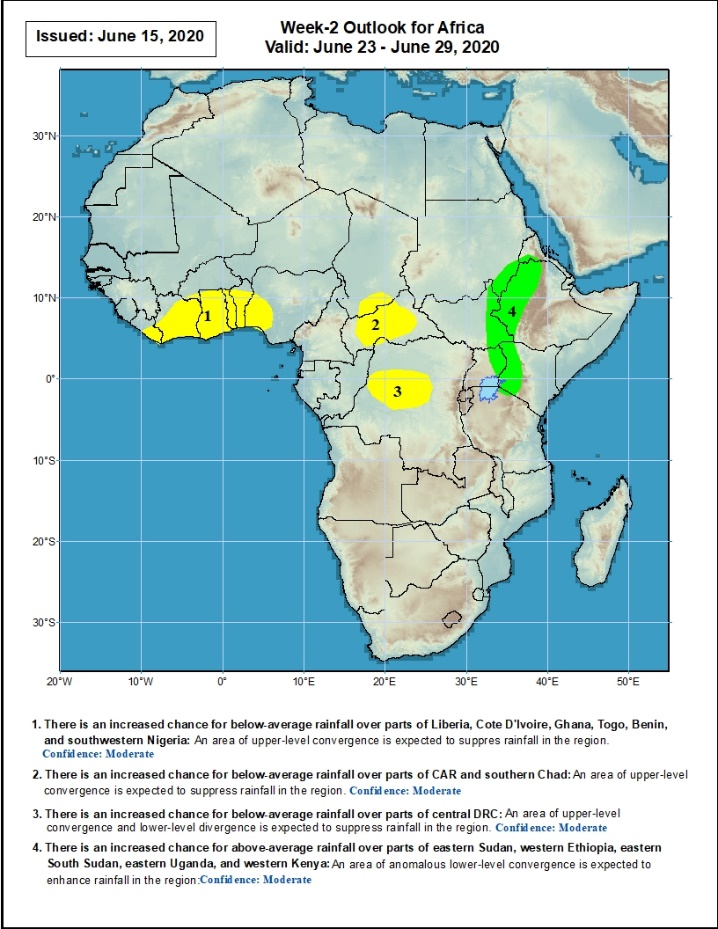 Issued: June 15, 2020
Week-2 Outlook for Africa
Valid: June 23 - June 29, 2020
30°N
20°N
10°N
0°
10°S
20°S
30°S
1
2
3
4
20°W
10°W
0°
10°E
20°E
30°E
40°E
50°E
1. There is an increased chance for below-average rainfall over parts of Liberia, Cote D'Ivoire, Ghana, Togo, Benin,
and southwestern Nigeria: An area of upper-level convergence is expected to suppres rainfall in the region.
Confidence: Moderate
2. There is an increased chance for below-average rainfall over parts of CAR and southern Chad: An area of upper-level
convergence is expected to suppress rainfall in the region. Confidence: Moderate
3. There is an increased chance for below-average rainfall over parts of central DRC: An area of upper-level
convergence and lower-level divergence is expected to suppress rainfall in the region. Confidence: Moderate
4. There is an increased chance for above-average rainfall over parts of eastern Sudan, western Ethiopia, eastern
South Sudan, eastern Uganda, and western Kenya: An area of anomalous lower-level convergence is expected to
enhance rainfall in the region: Confidence: Moderate